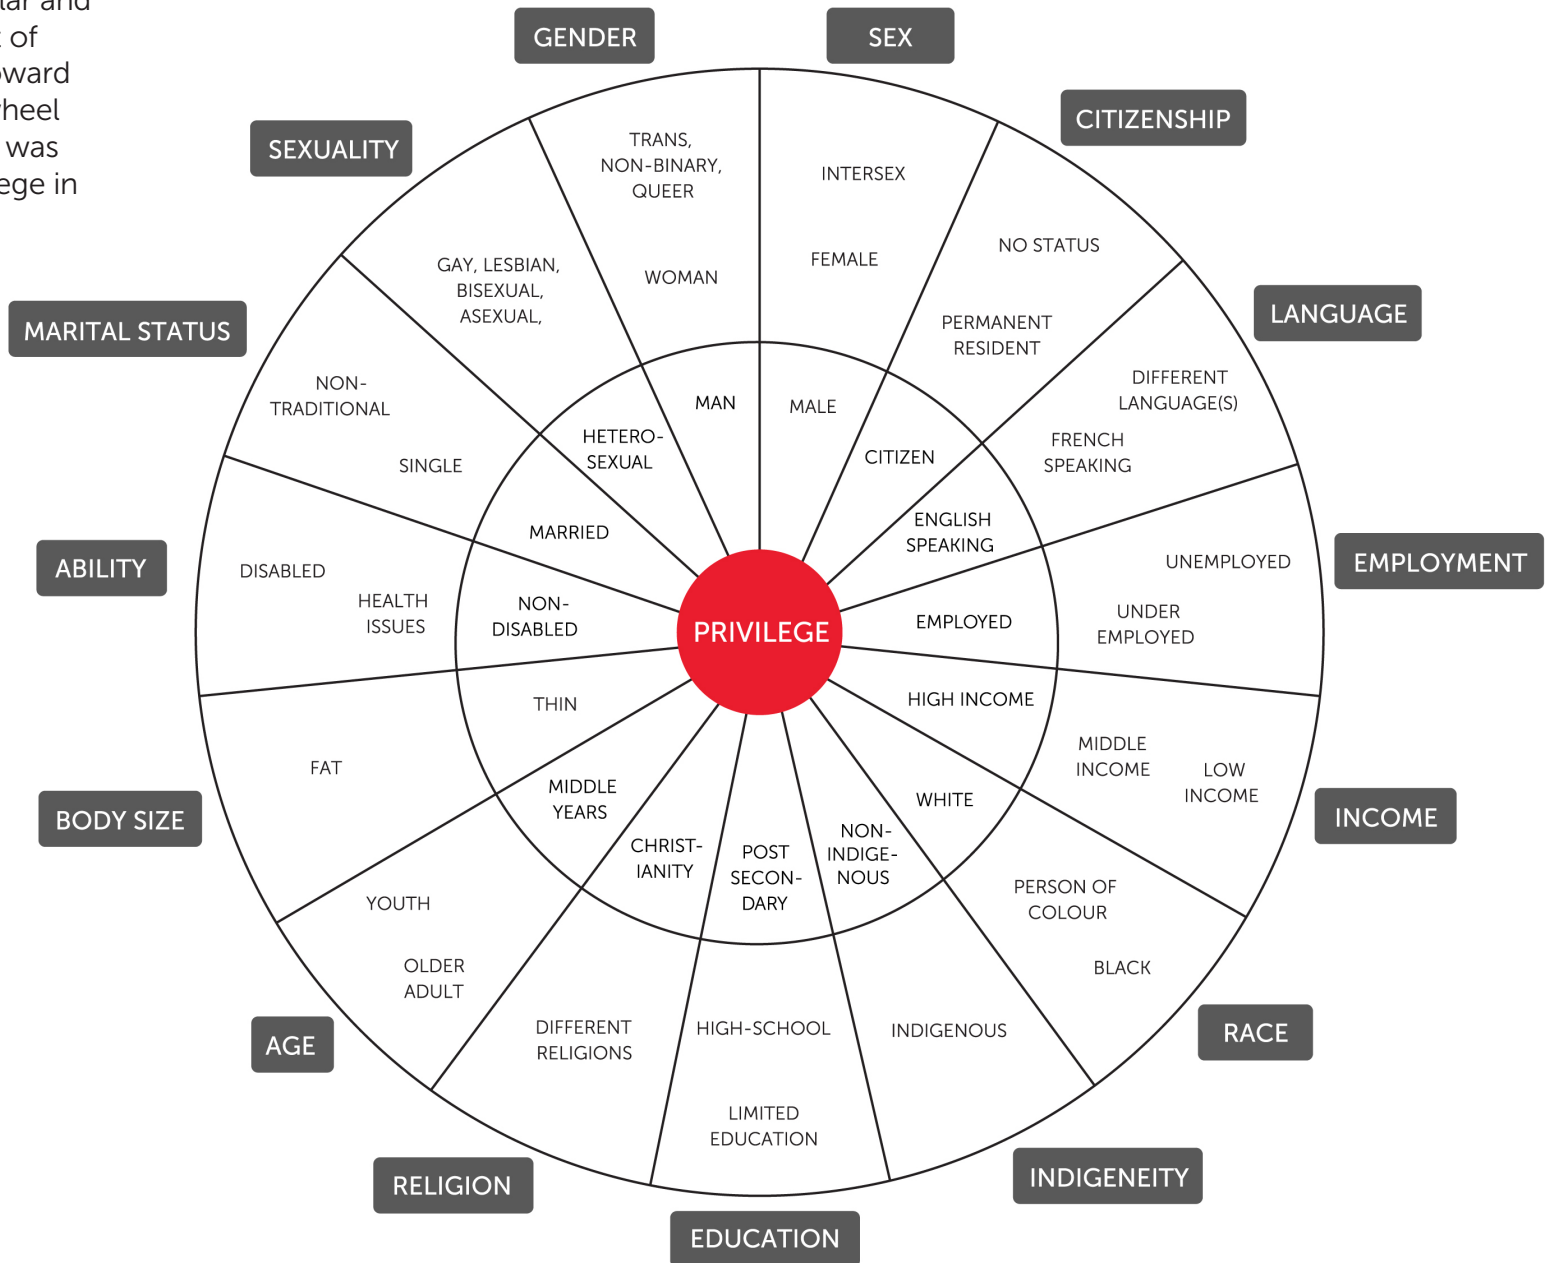 lar and
of
oward
heel
was
ege in
GENDER
SEX
CITIZENSHIP
LANGUAGE
EMPLOYMENT
INCOME
RACE
INDIGENEITY
EDUCATION
RELIGION
AGE
BODY SIZE
ABILITY
MARITAL STATUS
SEXUALITY
TRANS,
NON-BINARY,
QUEER
WOMAN
MAN
INTERSEX
FEMALE
MALE
NO STATUS
PERMANENT
RESIDENT
CITIZEN
DIFFERENT
LANGUAGE(S)
FRENCH
SPEAKING
ENGLISH
SPEAKING
UNEMPLOYED
UNDER
EMPLOYED
EMPLOYED
HIGH INCOME
MIDDLE
INCOME
LOW
INCOME
WHITE
PERSON OF
COLOUR
BLACK
NON-
INDIGE-
NOUS
INDIGENOUS
POST
SECON-
DARY
HIGH-SCHOOL
LIMITED
EDUCATION
CHRIST-
IANITY
DIFFERENT
RELIGIONS
MIDDLE
YEARS
YOUTH
OLDER
ADULT
THIN
FAT
NON-
DISABLED
HEALTH
ISSUES
DISABLED
MARRIED
SINGLE
NON-
TRADITIONAL
HETERO-
SEXUAL
GAY, LESBIAN,
BISEXUAL,
ASEXUAL,
PRIVILEGE